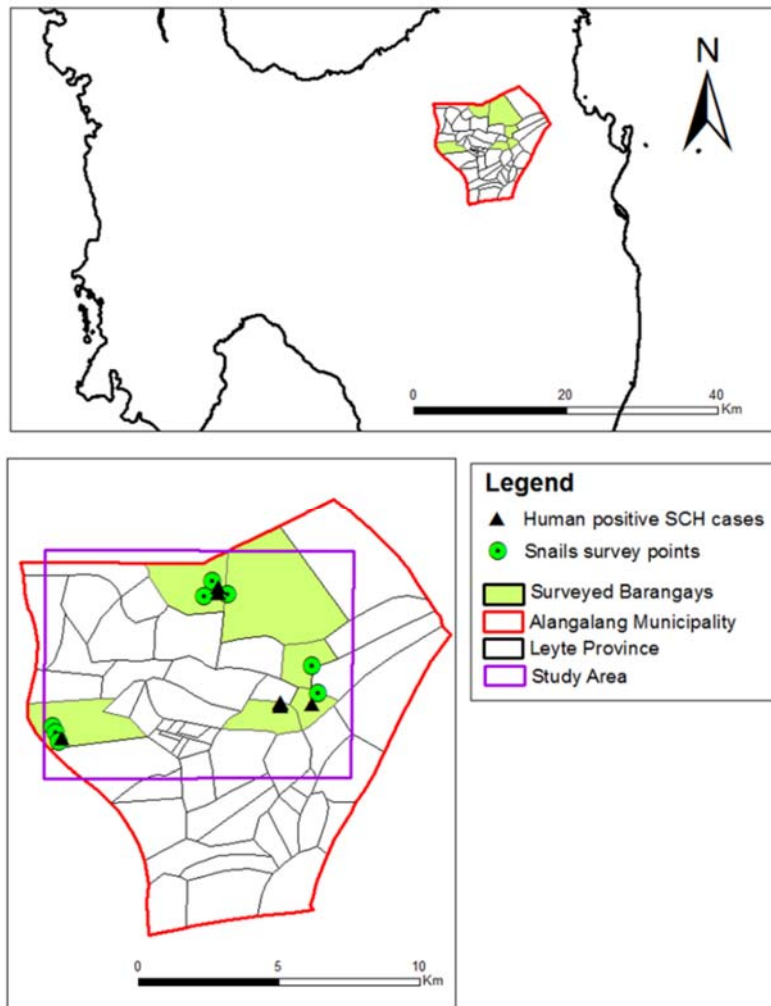 N
0 20 40
Km
Legend
Human positive SCH cases
Snails survey points
Surveyed Barangays
Alangalang Municipality
Leyte Province
Study Area
0 5 10
Km